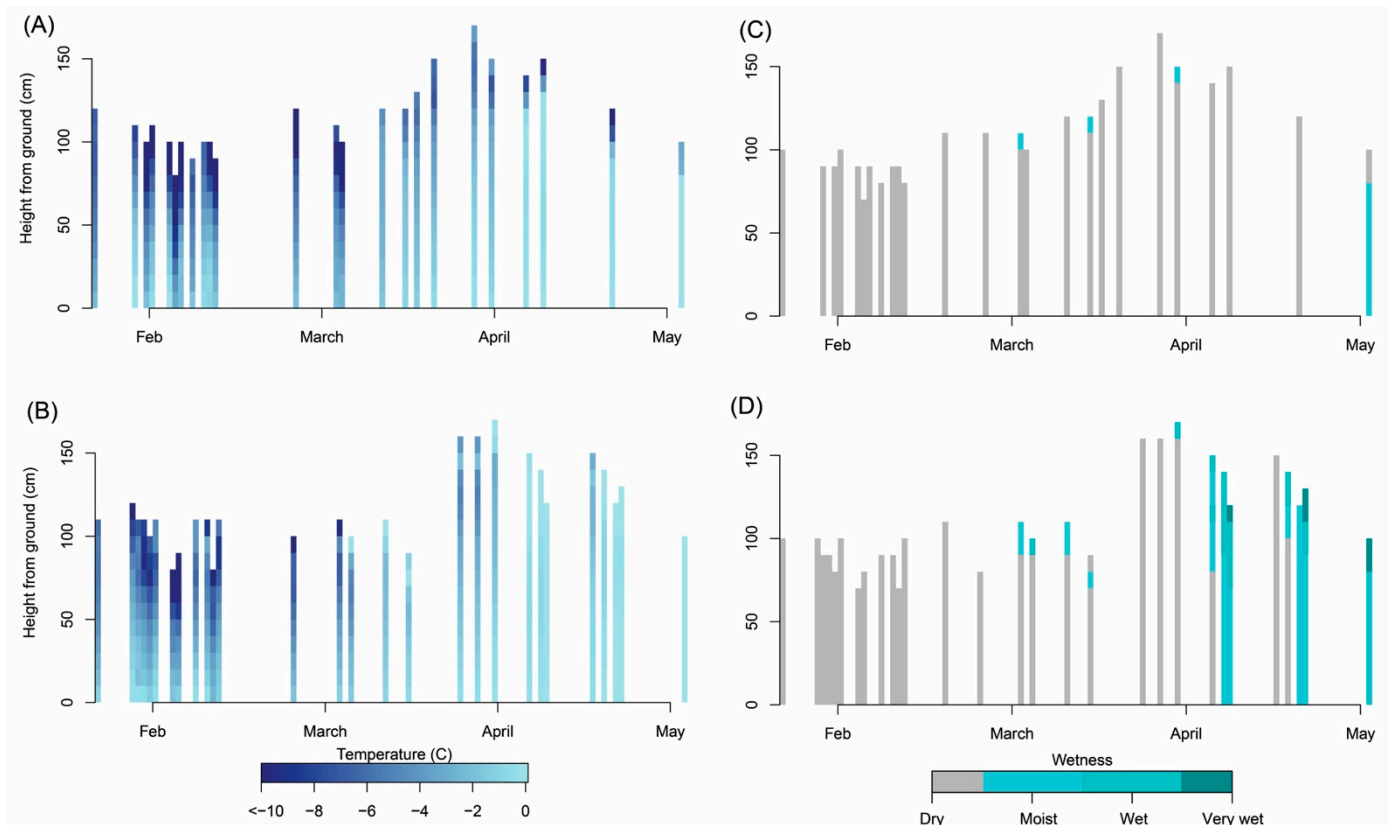 (A)
Height from ground (cm)
150
100
50
0
Feb March April May
(C)
150
100
50
0
Feb March April May
(B)
Height from ground (cm)
150
100
50
0
Feb March April May
Temperature (C)
<−10 −8 −6 −4 −2 0
(D)
150
100
50
0
Feb March April May
Wetness
Dry Moist Wet Very wet